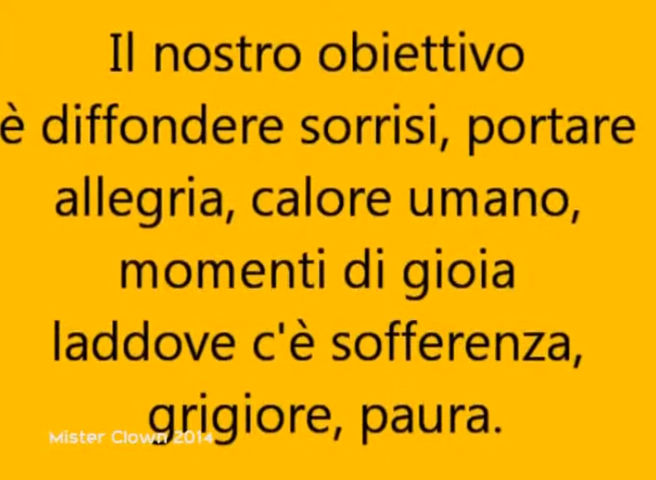 Il nostro obiettivo
è diffondere sorrisi, portare
allegria, calore umano,
momenti di gioia
laddove c'è sofferenza,
grigiore, paura.
Mister Clown 2014